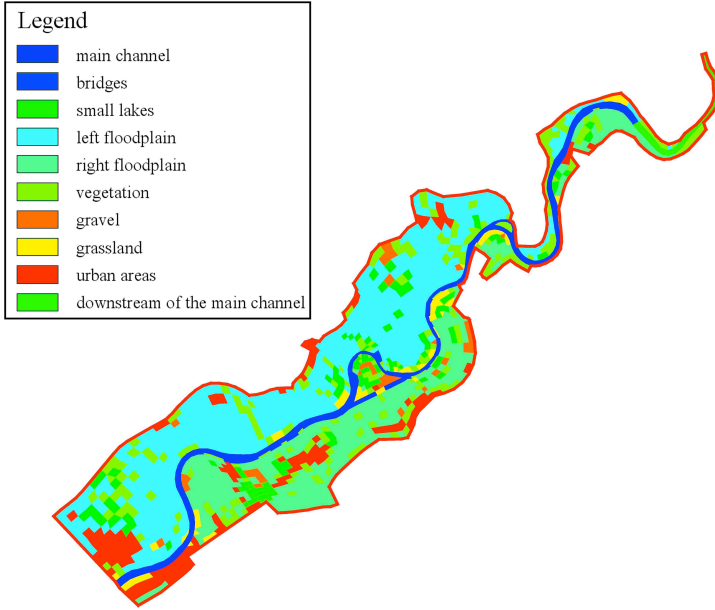 Legend
main channel
bridges
small lakes
left floodplain
right floodplain
vegetation
gravel
grassland
urban areas
downstream of the main channel